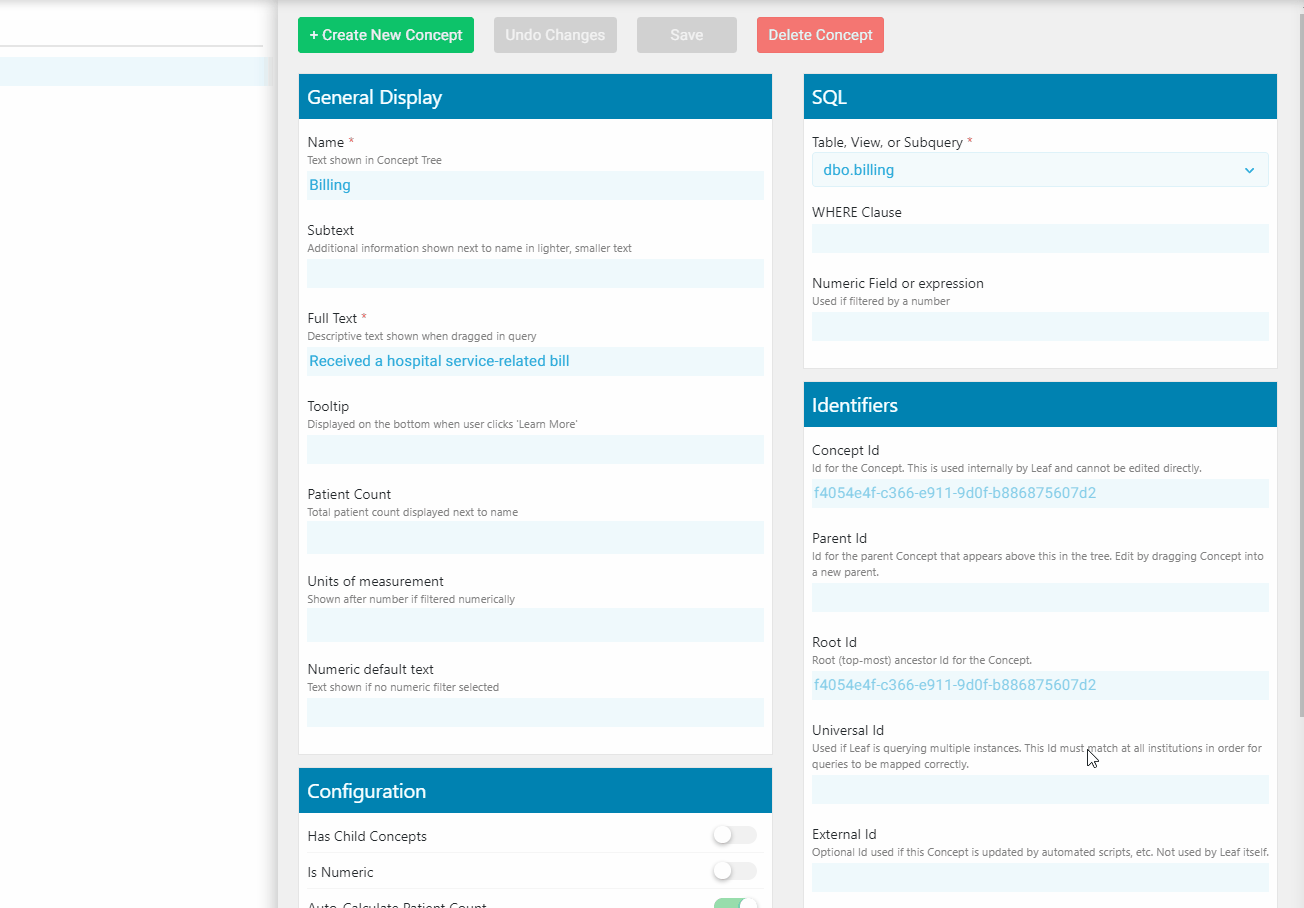 + Create New Concept
Undo Changes
Save
Delete Concept
General Display
Name *
Text shown in Concept Tree
Billing
Subtext
Additional information shown next to name in lighter, smaller text
Full Text *
Descriptive text shown when dragged in query
Received a hospital service-related bill
Tooltip
Displayed on the bottom when user clicks 'Learn More'
Patient Count
Total patient count displayed next to name
Units of measurement
Shown after number if filtered numerically
Numeric default text
Text shown if no numeric filter selected
Configuration
Has Child Concepts
Is Numeric
Auto-Calculate Patient Count
SQL
Table, View, or Subquery *
dbo.billing
WHERE Clause
Numeric Field or expression
Used if filtered by a number
Identifiers
Concept Id
Id for the Concept. This is used internally by Leaf and cannot be edited directly.
f4054e4f-c366-e911-9d0f-b886875607d2
Parent Id
Id for the parent Concept that appears above this in the tree. Edit by dragging Concept into
a new parent.
Root Id
Root (top-most) ancestor Id for the Concept.
f4054e4f-c366-e911-9d0f-b886875607d2
Universal Id
Used if Leaf is querying multiple instances. This Id must match at all institutions in order for
queries to be mapped correctly.
External Id
Optional Id used if this Concept is updated by automated scripts, etc. Not used by Leaf itself.